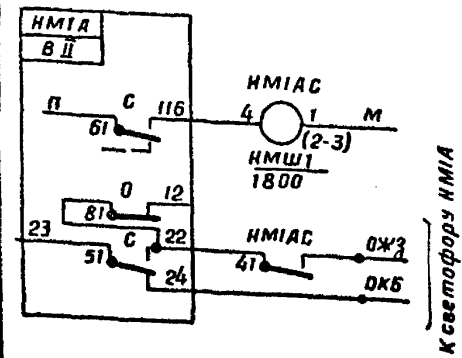 НМ1А
В II
П
С
116
61
НМ1АС
4
1
М
(2-3)
НМШ1
1800
О
12
81
23
С
22
51
24
НМ1АС
41
ОЖЗ
ОКБ
К светофору НМ1А